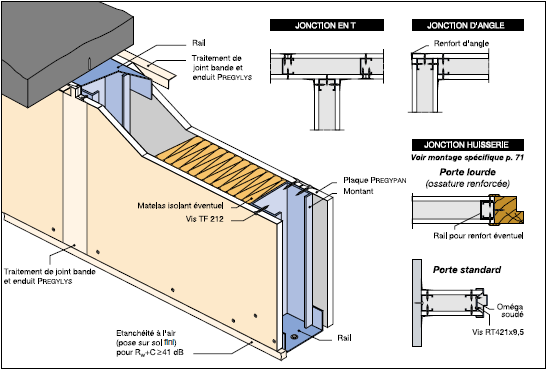 Rail
Traitement de
joint bande et
enduit PREGYLYS
JONCTION EN T
JONCTION D'ANGLE
Renfort d'angle
JONCTION HUISSERIE
Voir montage spécifique p. 71
Porte lourde
(ossature renforcée)
Rail pour renfort éventuel
Porte standard
Oméga
soudé
Vis RT421x9,5
Plaque PREGYPAN
Montant
Matelas isolant éventuel
Vis TF 212
Traitement de joint bande
et enduit PREGYLYS
Etanchéité à l'air
(pose sur sol fini)
pour Rw+C≥41 dB
Rail